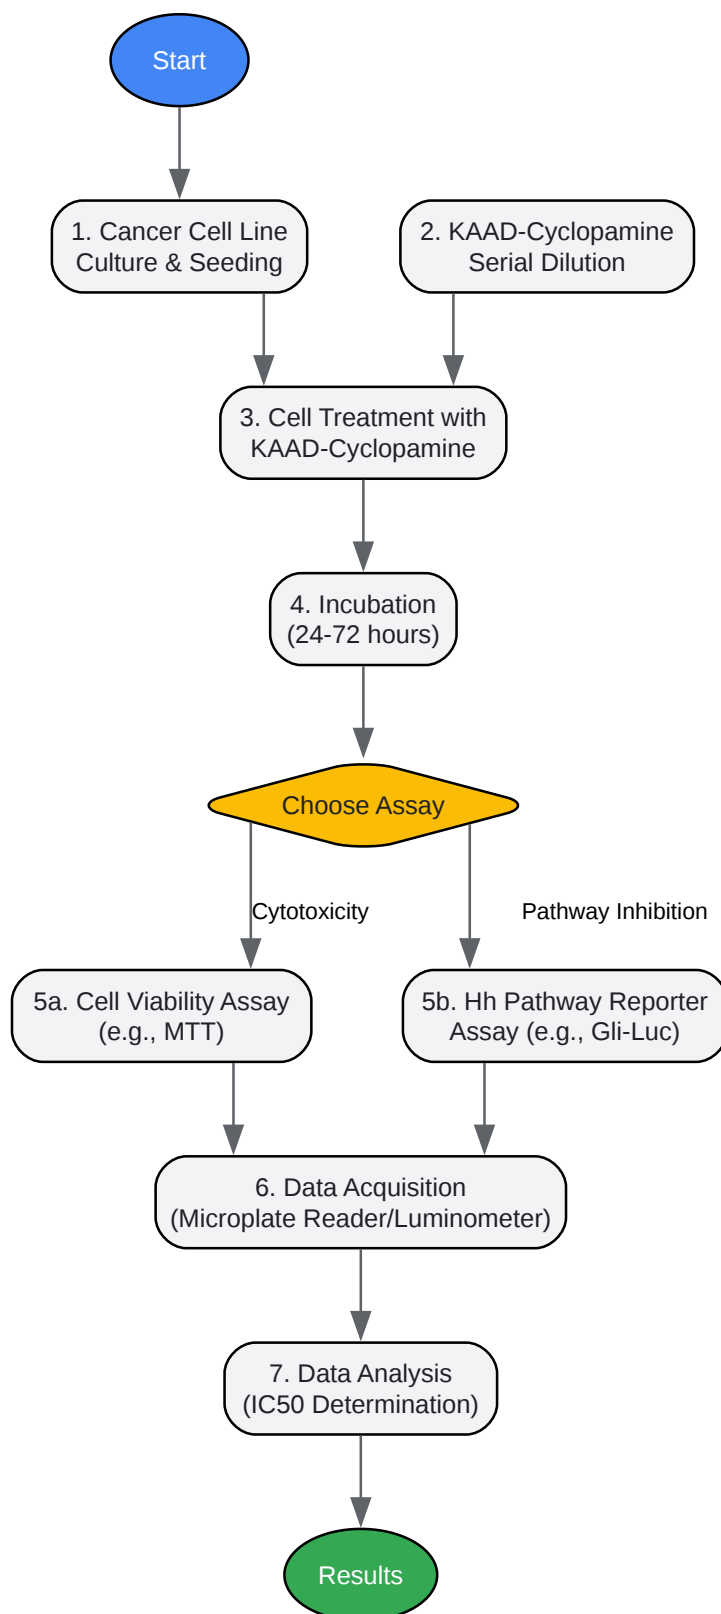 Start
1. Cancer Cell Line
Culture & Seeding
2. KAAD-Cyclopamine
Serial Dilution
3. Cell Treatment with
KAAD-Cyclopamine
4. Incubation
(24-72 hours)
Choose Assay
Cytotoxicity
Pathway Inhibition
5a. Cell Viability Assay
(e.g., MTT)
5b. Hh Pathway Reporter
Assay (e.g., Gli-Luc)
6. Data Acquisition
(Microplate Reader/Luminometer)
7. Data Analysis
(IC50 Determination)
Results